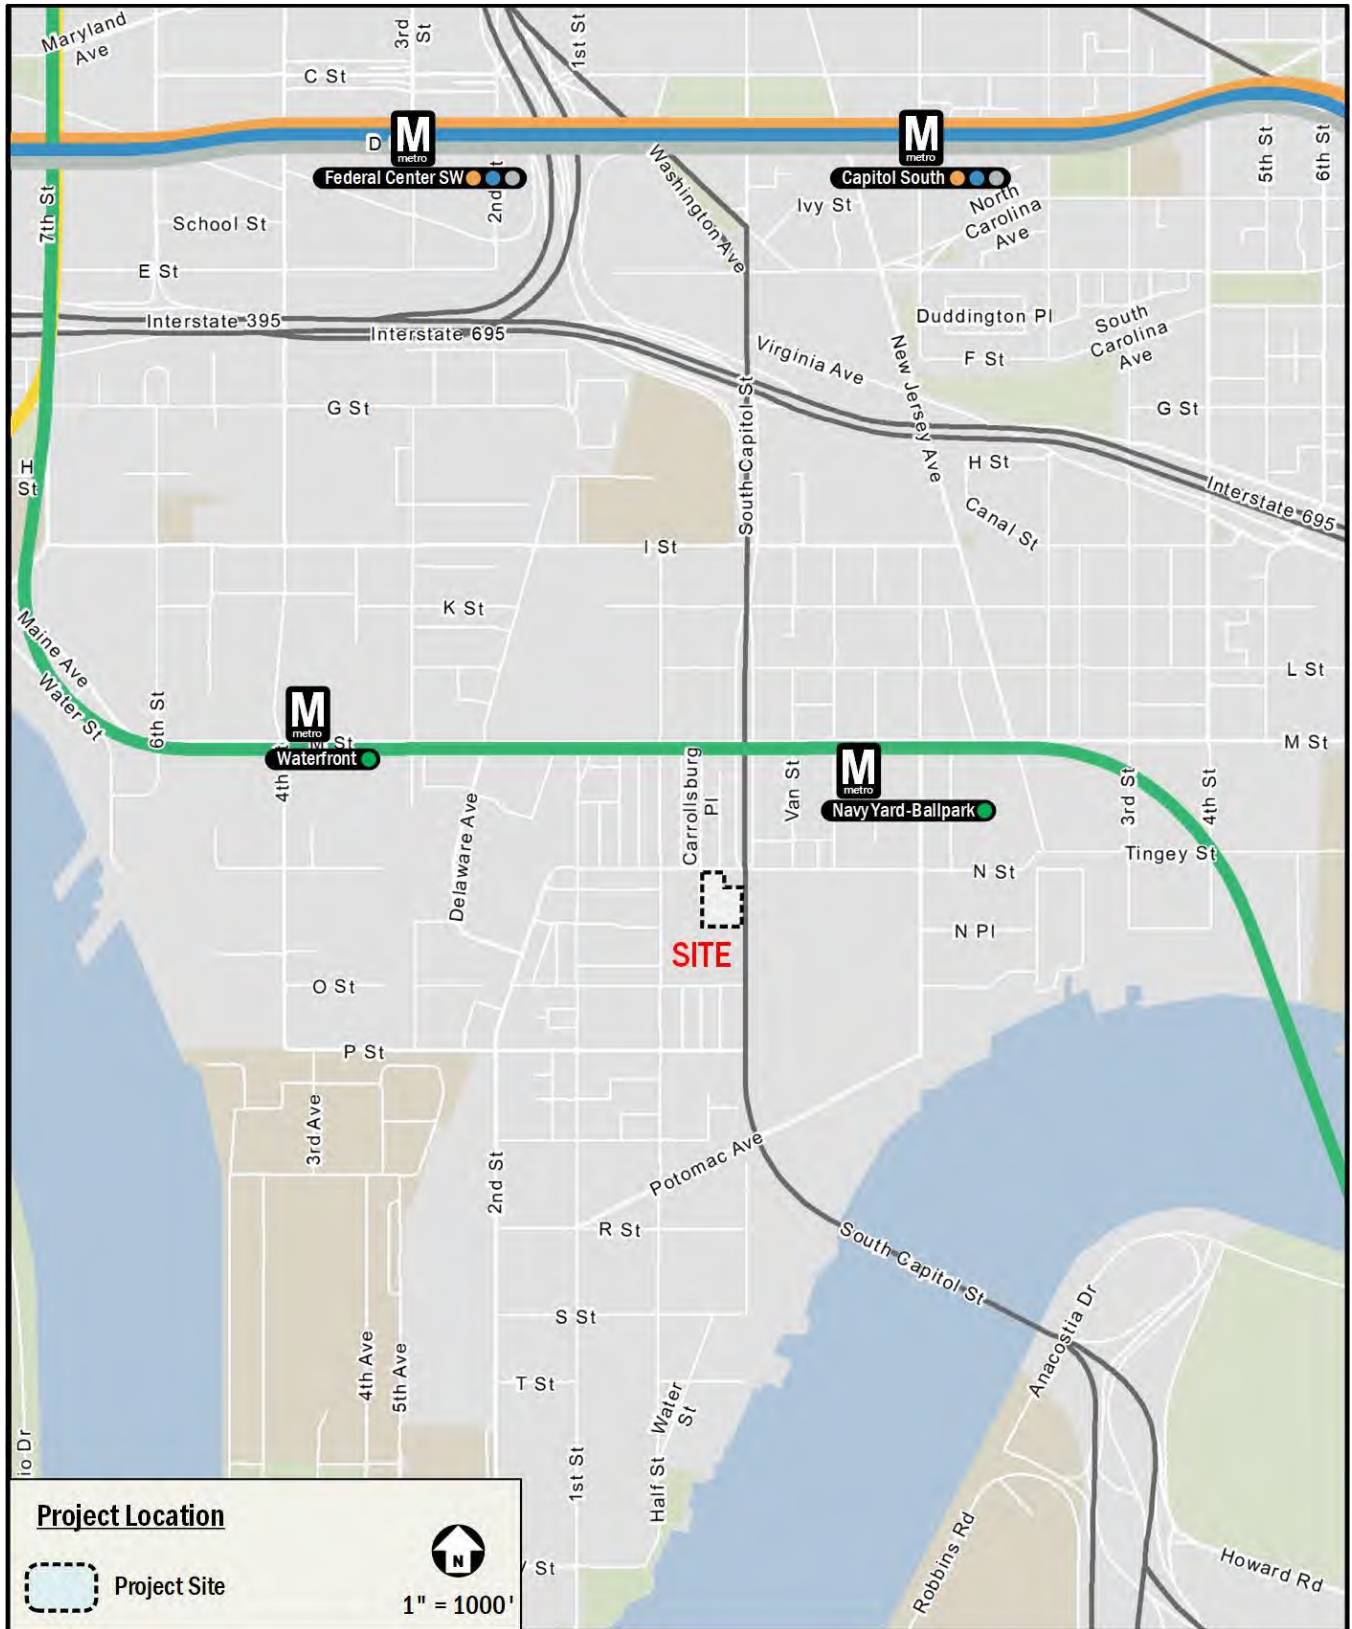 Maryland
Ave
3rd
St
1st St
C St
D
M
metro
M
metro
Federal Center SW
Capitol South
5th St
6th St
7th St
2nd
Washington Ave
Ivy St
North
Carolina
Ave
School St
E St
Interstate 395
Interstate 695
Duddington Pl
South
Carolina
Ave
Virginia Ave
F St
New Jersey Ave
G St
South Capitol St
G St
H
St
H St
Interstate 695
Canal St
I St
K St
Maine Ave
Water St
L St
6th St
M
metro
M St
Waterfront
4th
M St
Carrollsburg
Pl
Van St
M
metro
Navy Yard-Ballpark
3rd St
4th St
Delaware Ave
Tingey St
N St
N Pl
SITE
O St
P St
3rd Ave
2nd St
Potomac Ave
R St
South Capitol St
S St
Anacostia Dr
4th Ave
5th Ave
T St
Water
St
io Dr
1st St
Half St
Robbins Rd
Howard Rd
St
Project Location
Project Site
N
1" = 1000'